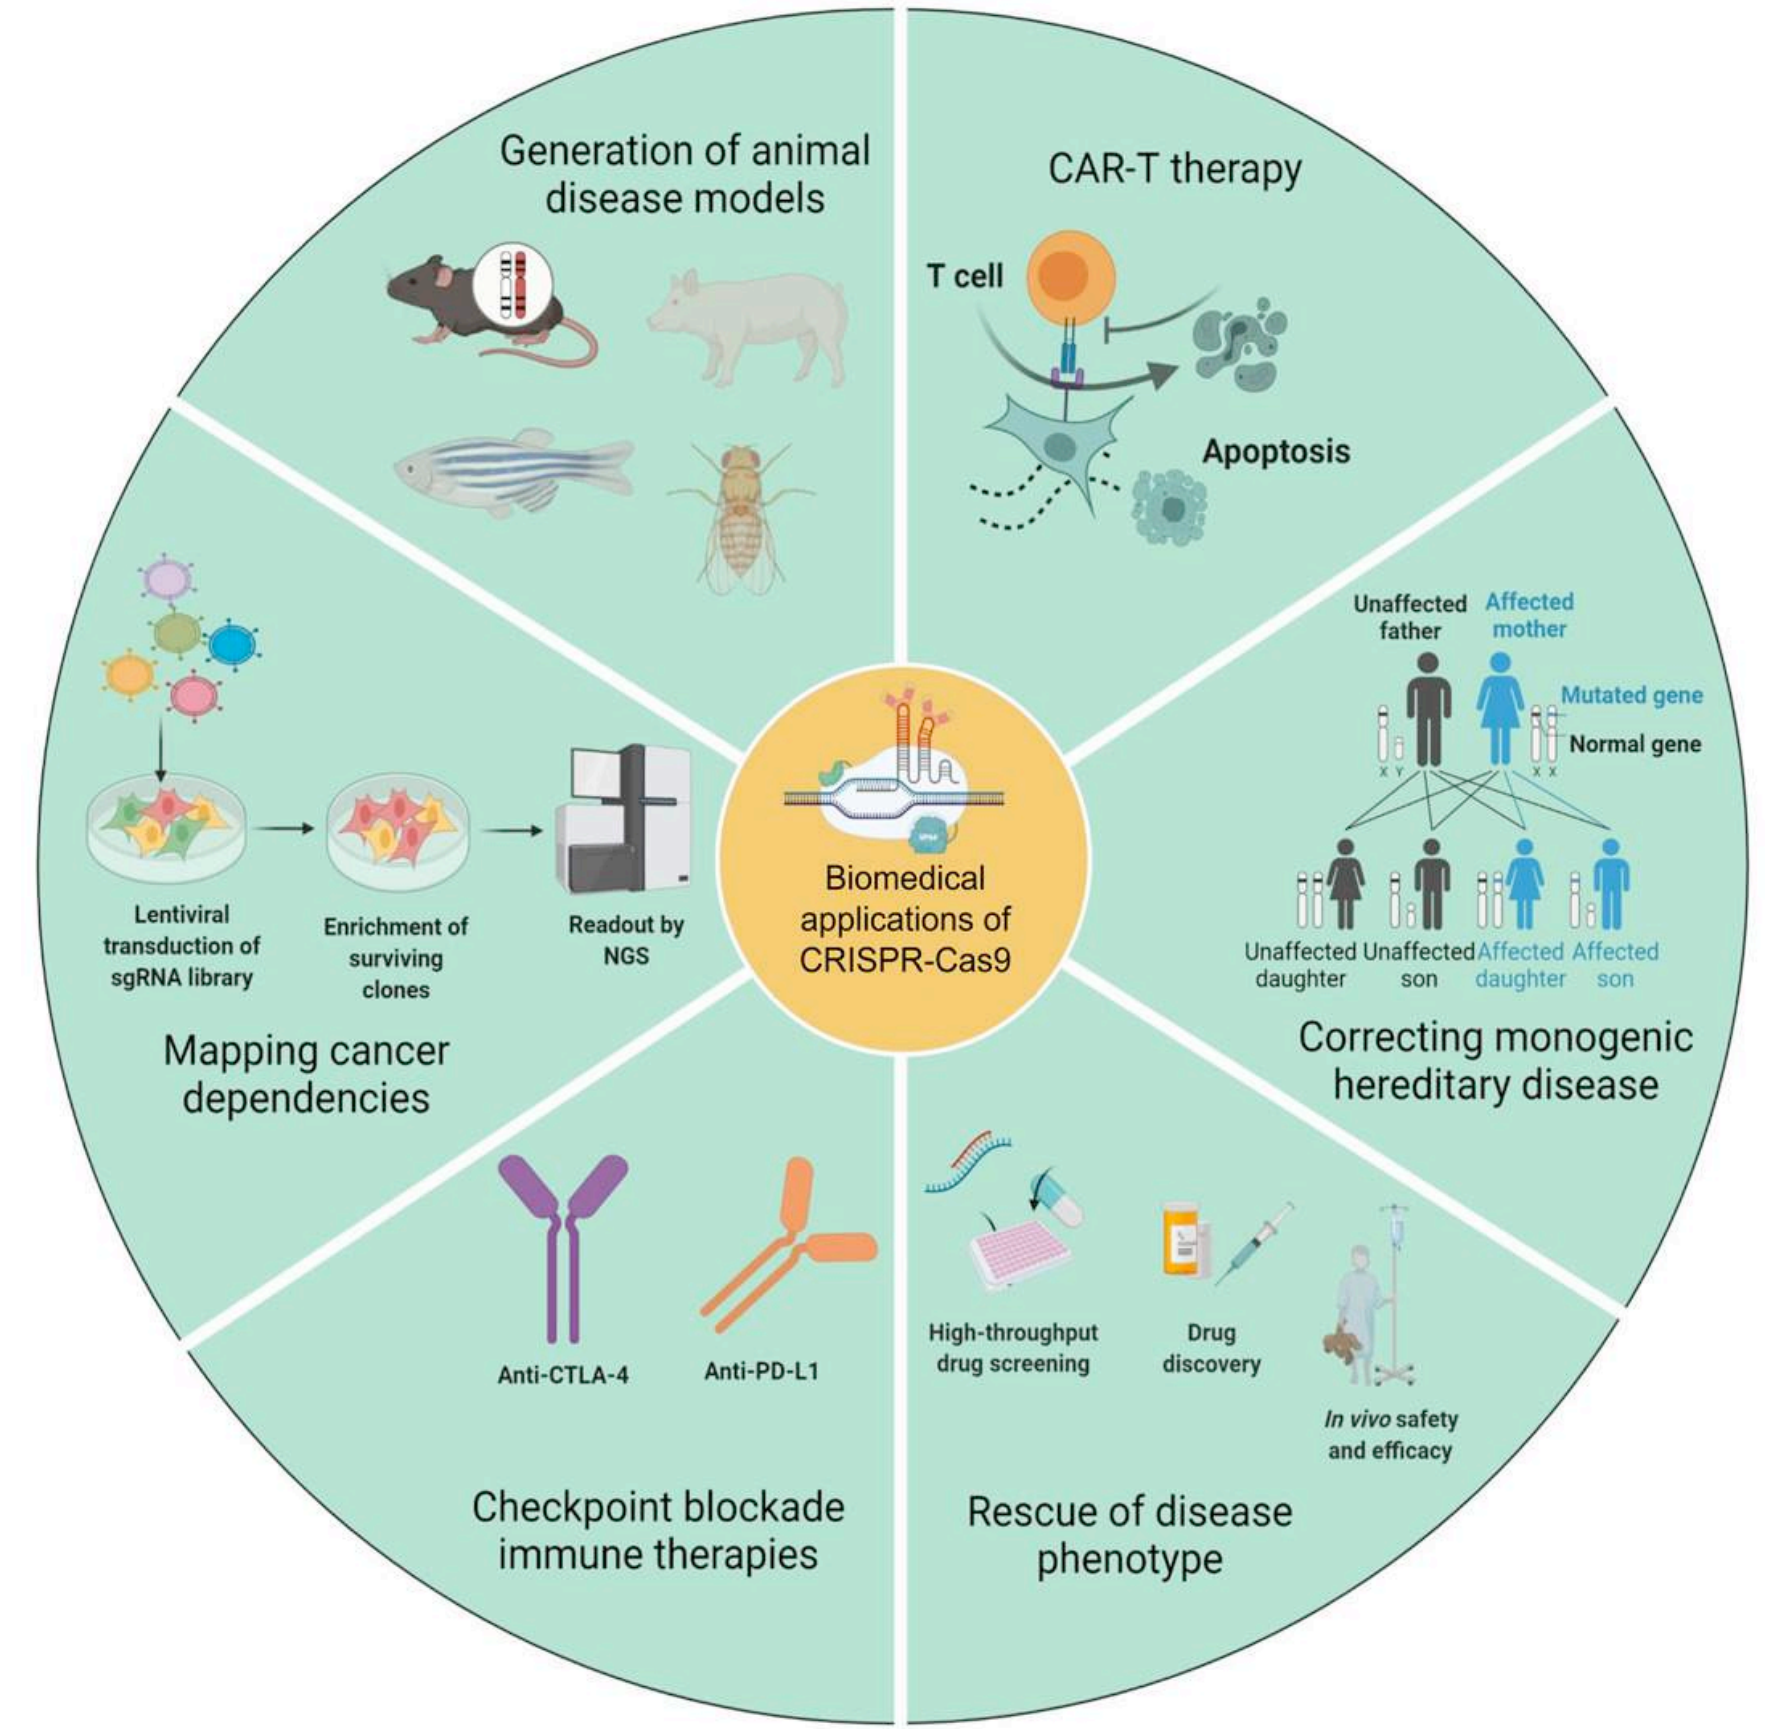 Generation of animal
disease models
CAR-T therapy
T cell
Apoptosis
Unaffected
father
Affected
mother
Mutated gene
Normal gene
X Y
X X
Unaffected
daughter
Unaffected
son
Affected
daughter
Affected
son
Correcting monogenic
hereditary disease
High-throughput
drug screening
Drug
discovery
In vivo safety
and efficacy
Rescue of disease
phenotype
Anti-CTLA-4
Anti-PD-L1
Checkpoint blockade
immune therapies
Lentiviral
transduction of
sgRNA library
Enrichment of
surviving
clones
Readout by
NGS
Mapping cancer
dependencies
Biomedical
applications of
CRISPR-Cas9